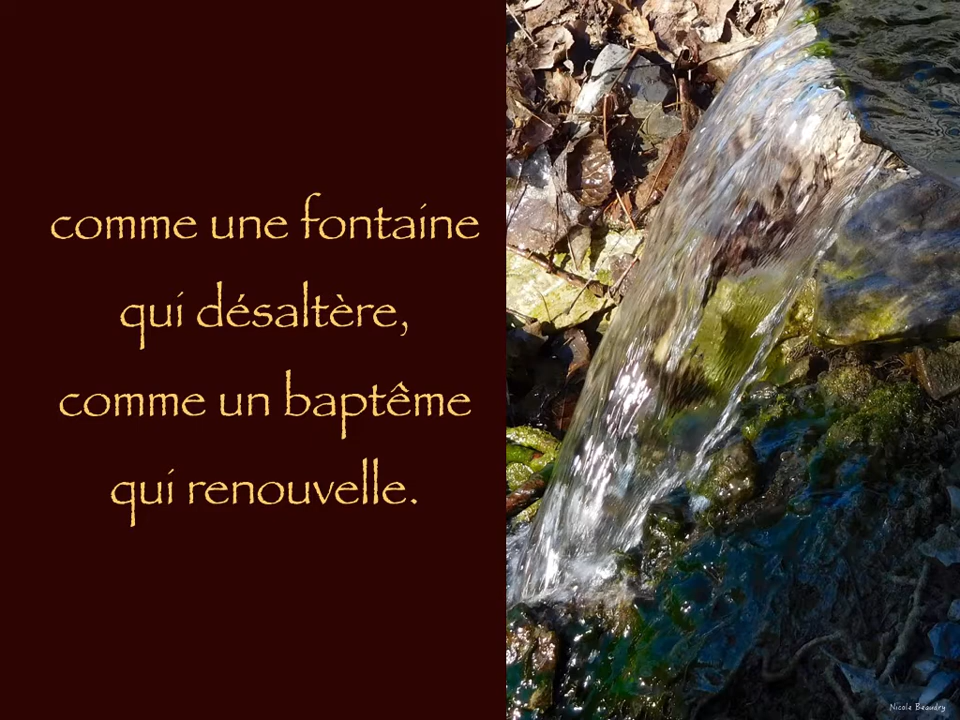 comme une fontaine
qui désaltère,
comme un baptême
qui renouvelle.
Nicole Beaudry